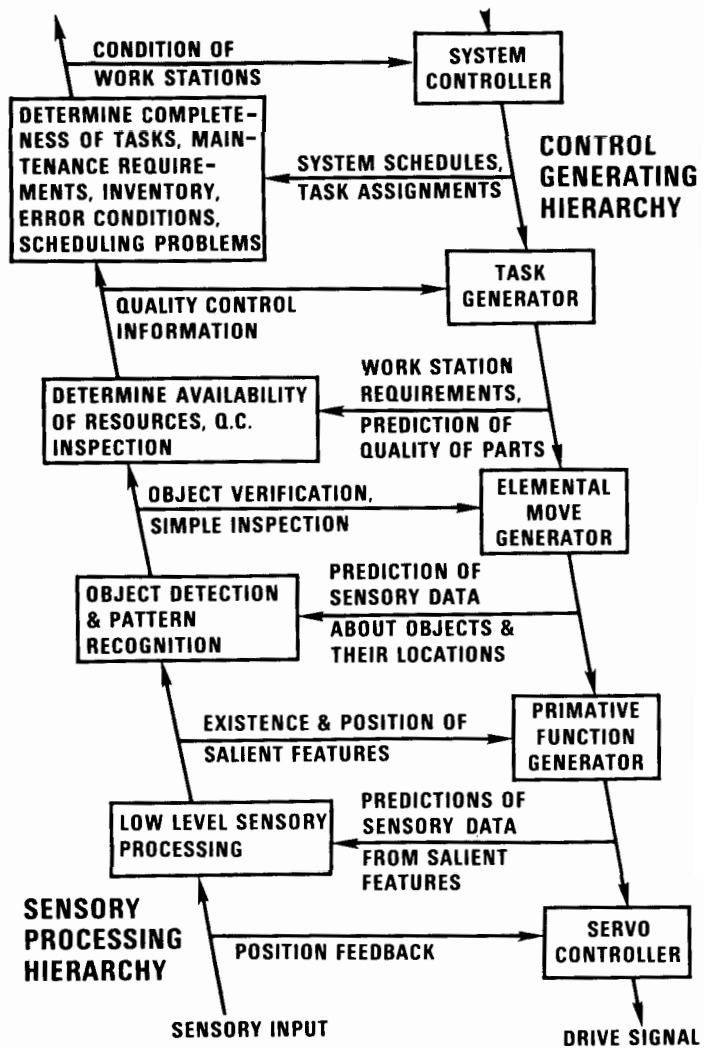 CONDITION OF
WORK STATIONS
SYSTEM
CONTROLLER
DETERMINE COMPLETE-
NESS OF TASKS, MAIN-
TENANCE REQUIRE-
MENTS, INVENTORY,
ERROR CONDITIONS,
SCHEDULING PROBLEMS
SYSTEM SCHEDULES,
TASK ASSIGNMENTS
CONTROL
GENERATING
HIERARCHY
TASK
GENERATOR
QUALITY CONTROL
INFORMATION
WORK STATION
REQUIREMENTS,
PREDICTION OF
QUALITY OF PARTS
DETERMINE AVAILABILITY
OF RESOURCES, Q.C.
INSPECTION
OBJECT VERIFICATION,
SIMPLE INSPECTION
ELEMENTAL
MOVE
GENERATOR
PREDICTION OF
SENSORY DATA
ABOUT OBJECTS &
THEIR LOCATIONS
OBJECT DETECTION
& PATTERN
RECOGNITION
EXISTENCE & POSITION OF
SALIENT FEATURES
PRIMATIVE
FUNCTION
GENERATOR
PREDICTIONS OF
SENSORY DATA
FROM SALIENT
FEATURES
LOW LEVEL SENSORY
PROCESSING
SENSORY
PROCESSING
HIERARCHY
POSITION FEEDBACK
SERVO
CONTROLLER
SENSORY INPUT
DRIVE SIGNAL